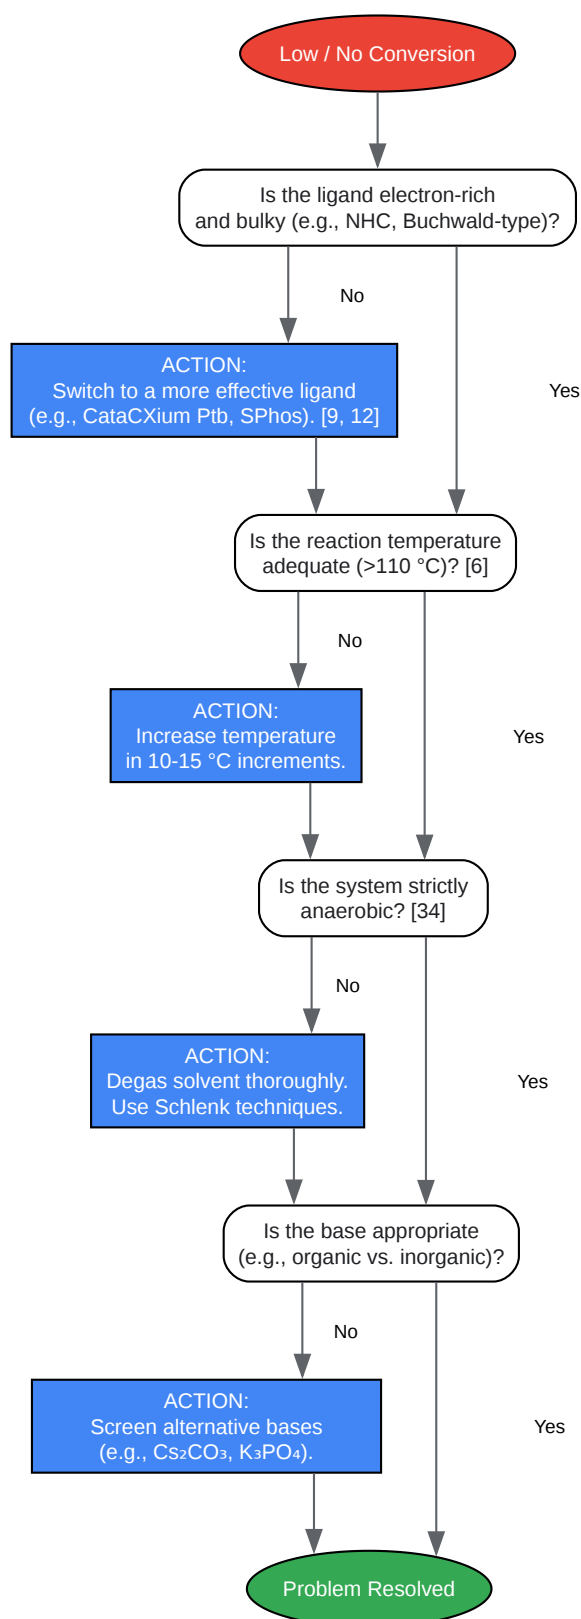 Low / No Conversion
Is the ligand electron-rich
and bulky (e.g., NHC, Buchwald-type)?
No
ACTION:
Switch to a more effective ligand
(e.g., CataCXium Ptb, SPhos). [9, 12]
Yes
Is the reaction temperature
adequate (>110 °C)? [6]
No
ACTION:
Increase temperature
in 10-15 °C increments.
Yes
Is the system strictly
anaerobic? [34]
No
ACTION:
Degas solvent thoroughly.
Use Schlenk techniques.
Yes
Is the base appropriate
(e.g., organic vs. inorganic)?
No
ACTION:
Screen alternative bases
(e.g., Cs₂CO₃, K₃PO₄).
Yes
Problem Resolved